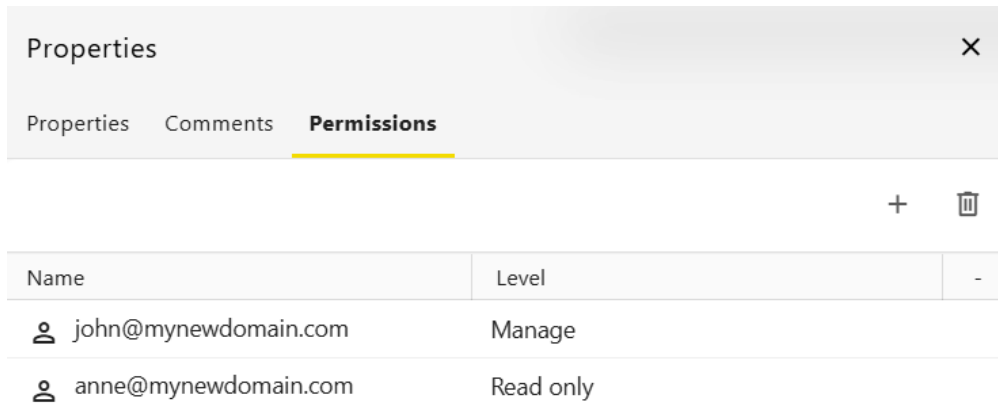 Properties
Properties Comments Permissions
Name Level -
john@mynewdomain.com Manage
anne@mynewdomain.com Read only